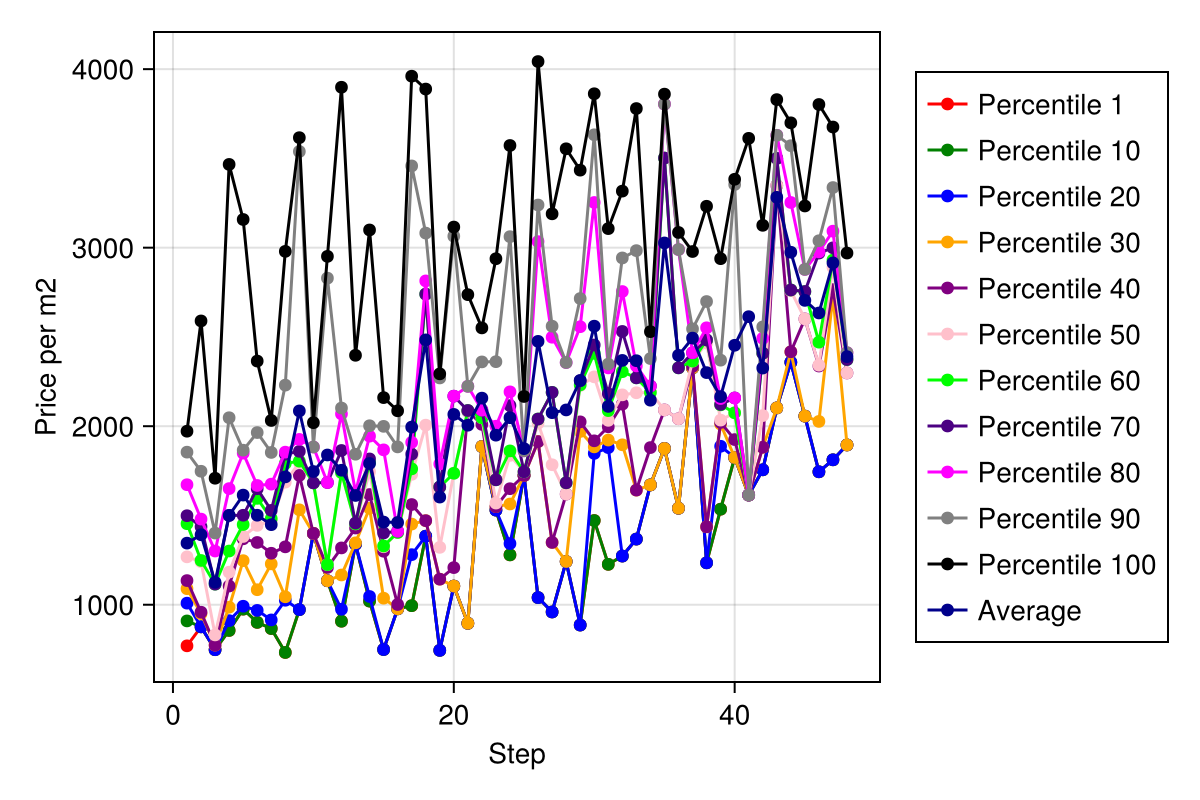 4000
3000
2000
1000
Price per m2
0 20 40
Step
Percentile 1
Percentile 10
Percentile 20
Percentile 30
Percentile 40
Percentile 50
Percentile 60
Percentile 70
Percentile 80
Percentile 90
Percentile 100
Average